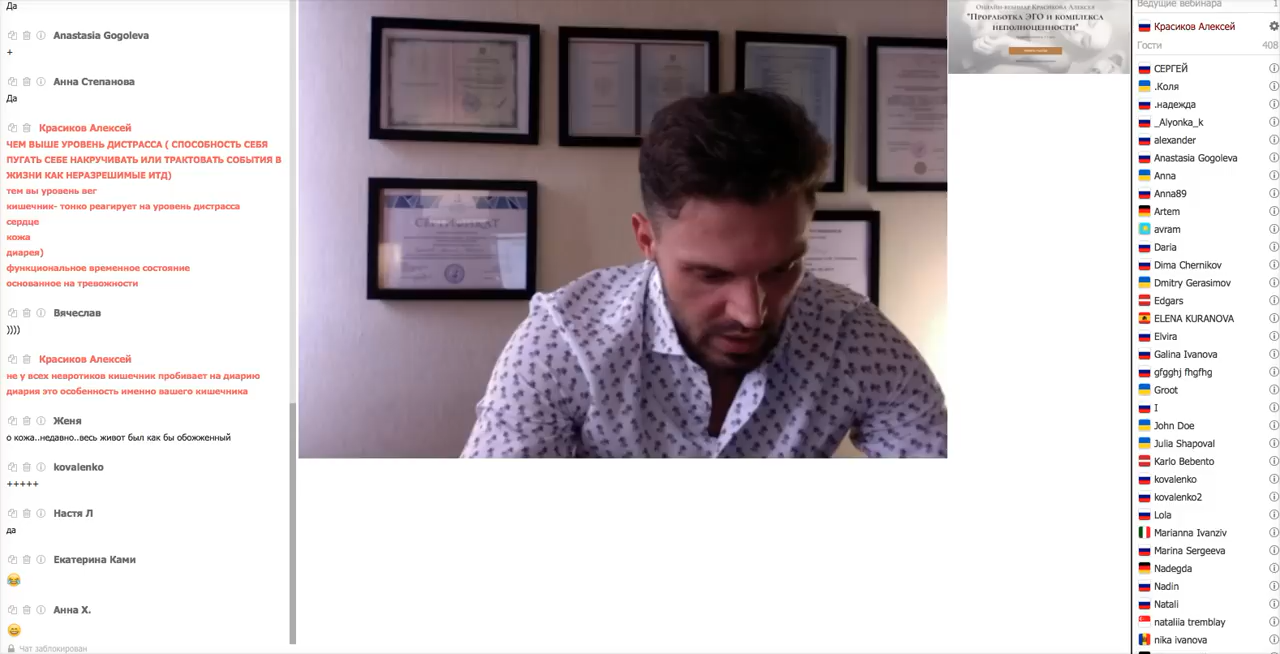 Да
Anastasia Gogoleva
+
Анна Степанова
Да
Красиков Алексей
ЧЕМ ВЫШЕ УРОВЕНЬ ДИСТРАССА ( СПОСОБНОСТЬ СЕБЯ
ПУГАТЬ СЕБЕ НАКРУЧИВАТЬ ИЛИ ТРАКТОВАТЬ СОБЫТИЯ В
ЖИЗНИ КАК НЕРАЗРЕШИМЫЕ ИТД)
тем вы уровень вег
кишечник- тонко реагирует на уровень дистрасса
сердце
кожа
диарея)
функциональное временное состояние
основанное на тревожности
Вячеслав
))))
Красиков Алексей
не у всех невротиков кишечник пробивает на диарию
диария это особенность именно вашего кишечника
Женя
о кожа..недавно..весь живот был как бы обожженный
kovalenko
+++++
Настя Л
да
Екатерина Ками
Анна Х.
Чат заблокирован
СЕРТИФИКАТ
Онлайн-вебинар Красикова Алексея
"Проработка ЭГО и комплекса
неполноценности"
Ведущие вебинара 1
Красиков Алексей
Гости 408
СЕРГЕЙ
.Коля
.надежда
_Alyonka_k
alexander
Anastasia Gogoleva
Anna
Anna89
Artem
avram
Daria
Dima Chernikov
Dmitry Gerasimov
Edgars
ELENA KURANOVA
Elvira
Galina Ivanova
gfgghj fhgfhg
Groot
I
John Doe
Julia Shapoval
Karlo Bebento
kovalenko
kovalenko2
Lola
Marianna Ivanziv
Marina Sergeeva
Nadegda
Nadin
Natali
nataliia tremblay
nika ivanova